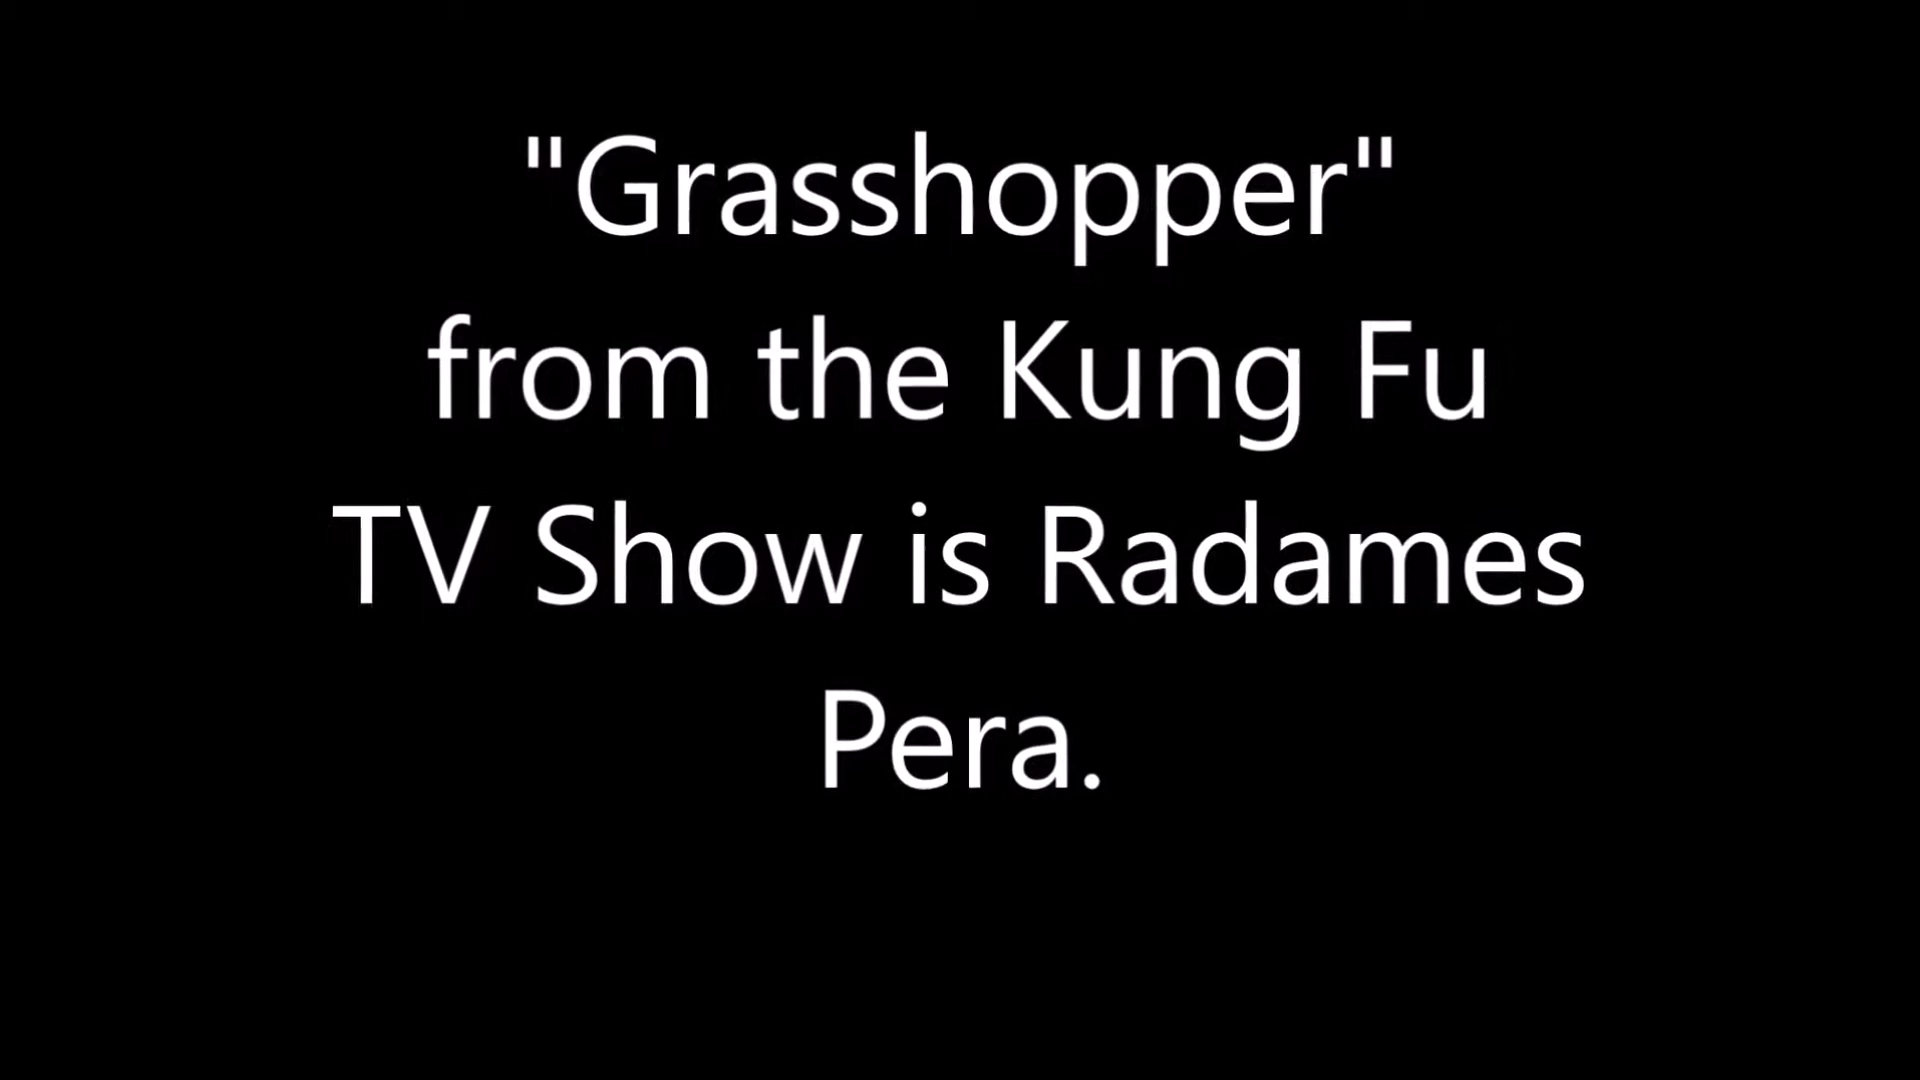 "Grasshopper"
from the Kung Fu
TV Show is Radames
Pera.